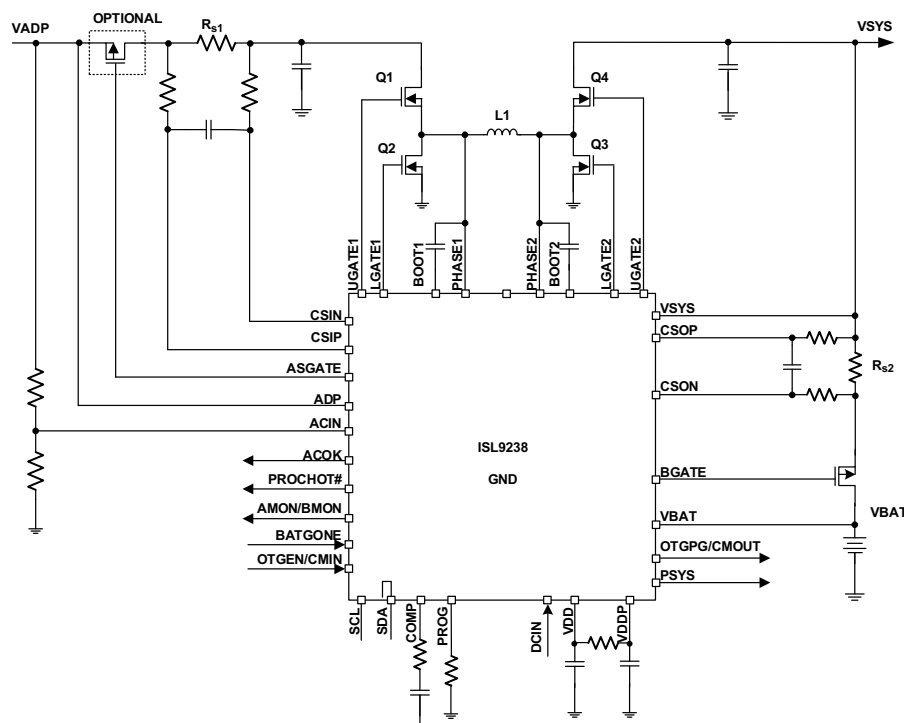 OPTIONAL
VADP
Rs1
VSYS
Q1
Q4
L1
Q2
Q3
UGATE1
LGATE1
BOOT1
PHASE1
PHASE2
BOOT2
LGATE2
UGATE2
CSIN
CSIP
ASGATE
ADP
ACIN
ACOK
PROCHOT#
AMON/BMON
BATGONE
OTGEN/CMIN
ISL9238
GND
VSYS
CSOP
Rs2
CSON
BGATE
VBAT
VBAT
OTGPG/CMOUT
PSYS
SCL
SDA
COMP
PROG
DCIN
VDD
VDDP